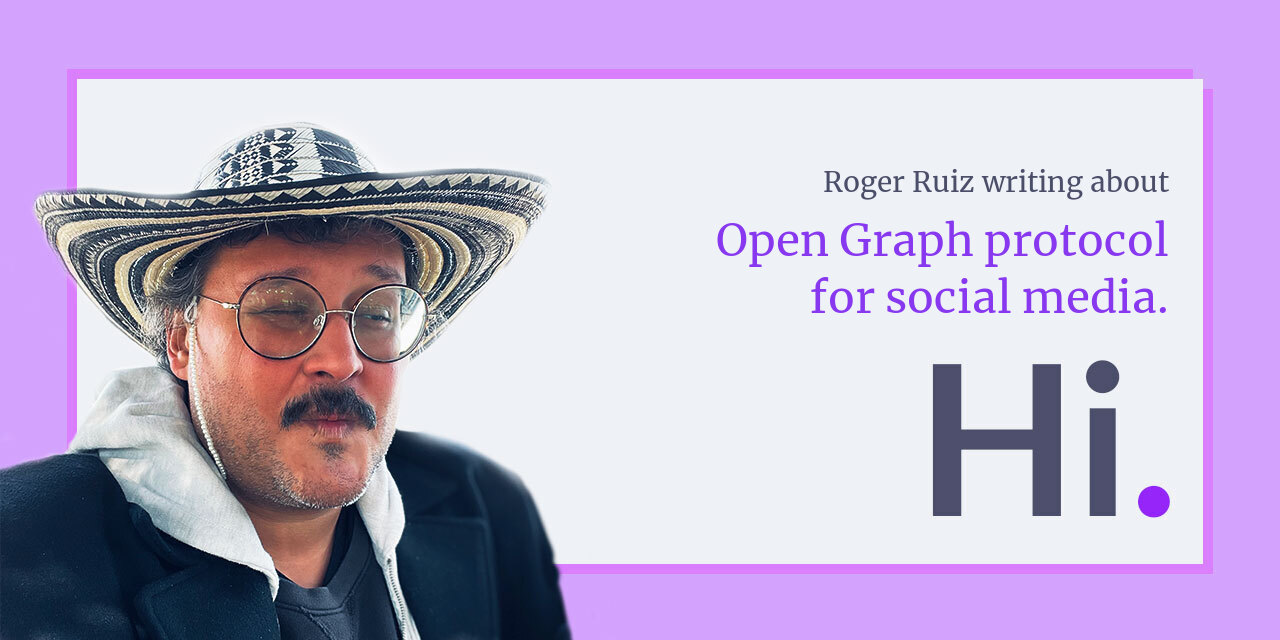 Roger Ruiz writing about
Open Graph protocol
for social media.
Hi.